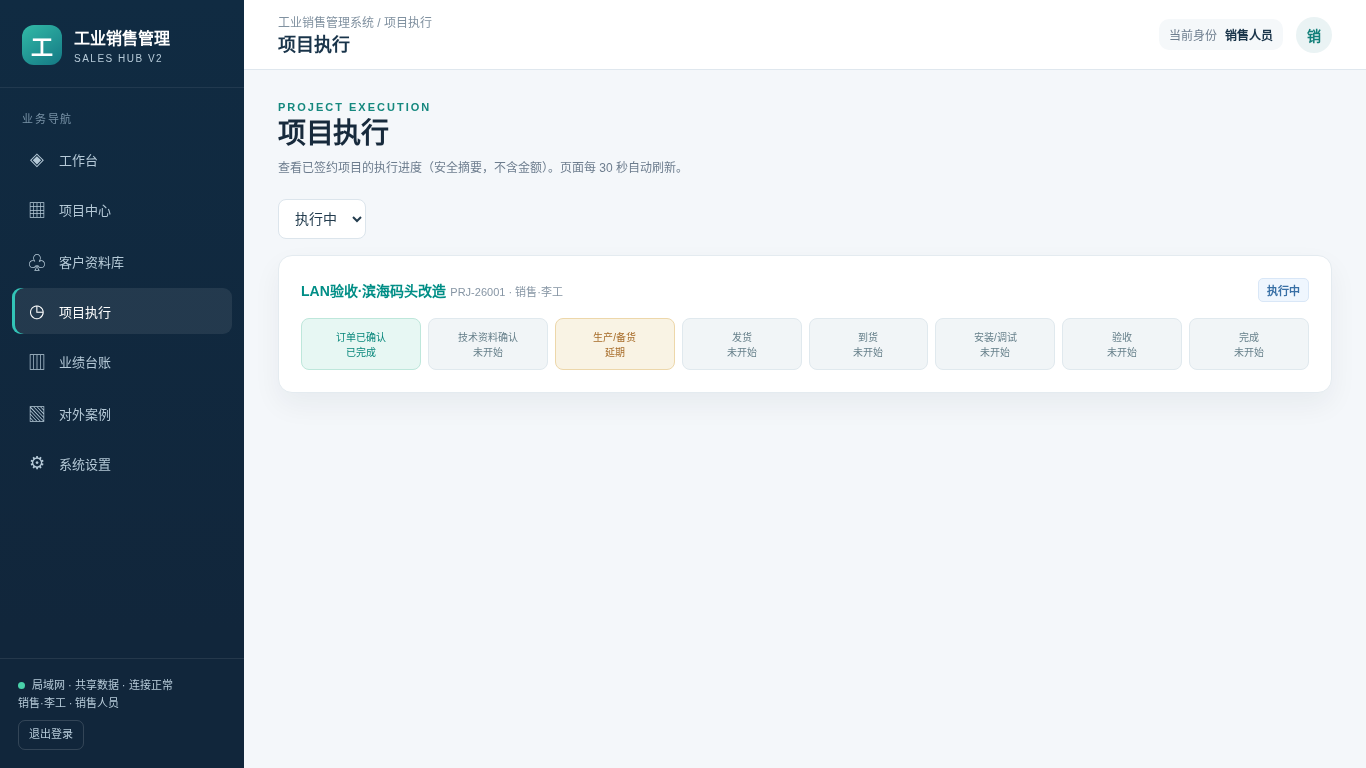 工
工业销售管理
SALES HUB V2
业务导航
工作台
项目中心
客户资料库
项目执行
业绩台账
对外案例
系统设置
局域网 · 共享数据 · 连接正常
销售·李工 · 销售人员
退出登录
工业销售管理系统 / 项目执行
项目执行
当前身份 销售人员
销
PROJECT EXECUTION
项目执行
查看已签约项目的执行进度（安全摘要，不含金额）。页面每 30 秒自动刷新。
执行中
LAN验收·滨海码头改造 PRJ-26001 · 销售·李工
执行中
订单已确认
已完成
技术资料确认
未开始
生产/备货
延期
发货
未开始
到货
未开始
安装/调试
未开始
验收
未开始
完成
未开始